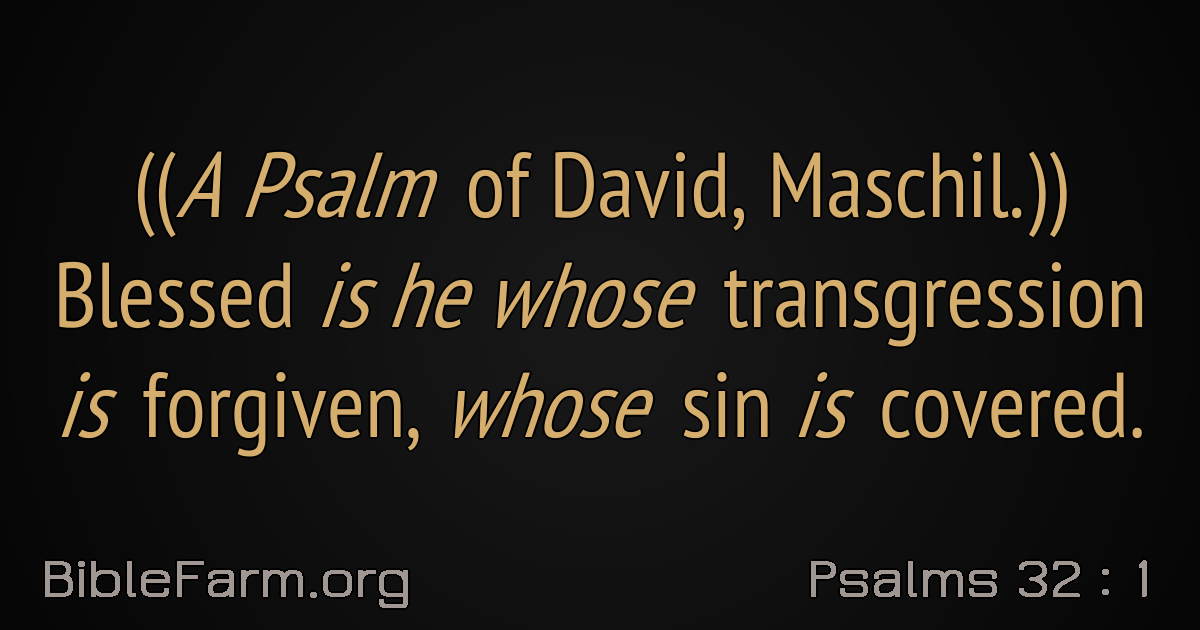 ((A Psalm of David, Maschil.))
Blessed is he whose transgression
is forgiven, whose sin is covered.
BibleFarm.org
Psalms 32 : 1